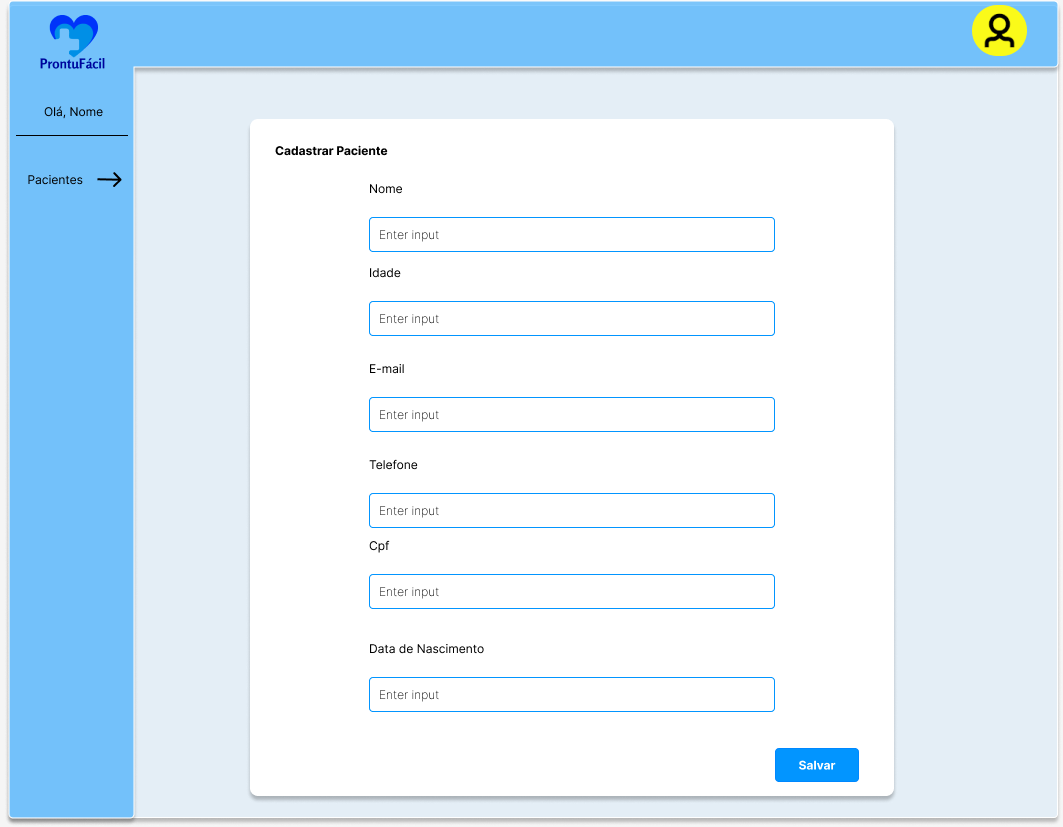 ProntuFácil
Olá, Nome
Pacientes
Cadastrar Paciente
Nome
Enter input
Idade
Enter input
E-mail
Enter input
Telefone
Enter input
Cpf
Enter input
Data de Nascimento
Enter input
Salvar